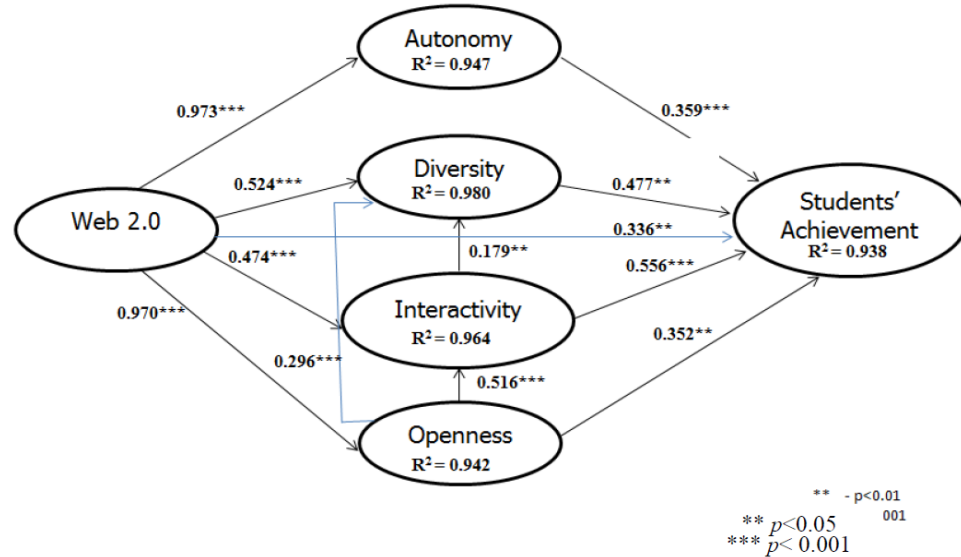 Autonomy
R² = 0.947
0.973***
0.359***
Diversity
R² = 0.980
0.524***
0.477**
Web 2.0
Students'
Achievement
R² = 0.938
0.336**
0.179**
0.474***
0.556***
Interactivity
R² = 0.964
0.970***
0.352**
0.296***
0.516***
Openness
R² = 0.942
** - p<0.01
001
** p<0.05
*** p< 0.001